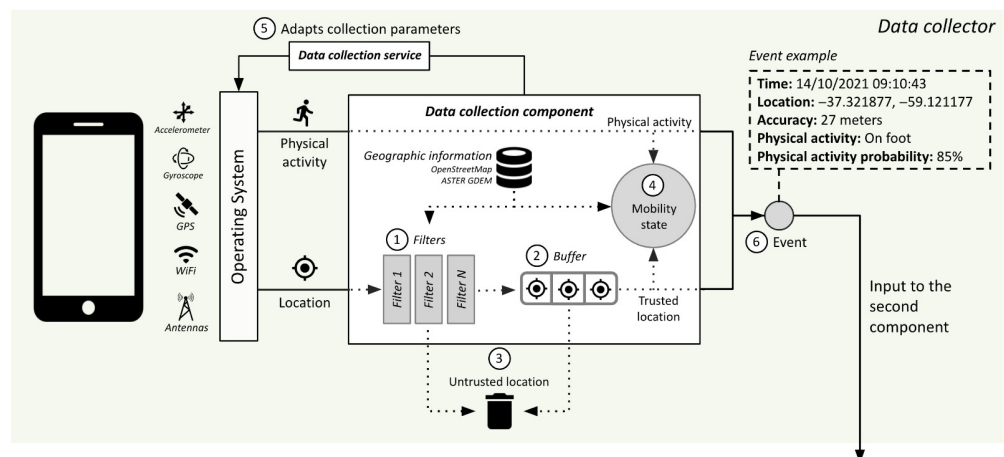 Data collector
5 Adapts collection parameters
Data collection service
Event example
Time: 14/10/2021 09:10:43
Location: –37.321877, –59.121177
Accuracy: 27 meters
Physical activity: On foot
Physical activity probability: 85%
Accelerometer
Gyroscope
GPS
WiFi
Antennas
Operating System
Physical
activity
Location
Data collection component
Physical activity
Geographic information
OpenStreetMap
ASTER GDEM
4
Mobility
state
1 Filters
Filter 1
Filter 2
Filter N
2 Buffer
Trusted
location
3
Untrusted location
6 Event
Input to the
second
component